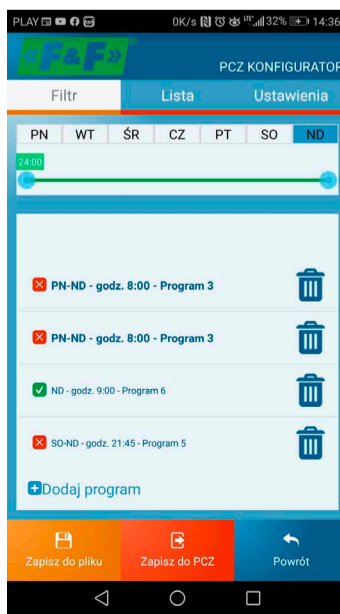 PLAY 0K/s LTE 32% 14:36
F&F
PCZ KONFIGURATOR
Filtr Lista Ustawienia
PN WT ŚR CZ PT SO ND
24:00
PN-ND - godz. 8:00 - Program 3
PN-ND - godz. 8:00 - Program 3
ND - godz. 9:00 - Program 6
SO-ND - godz. 21:45 - Program 5
Dodaj program
Zapisz do pliku Zapisz do PCZ Powrót